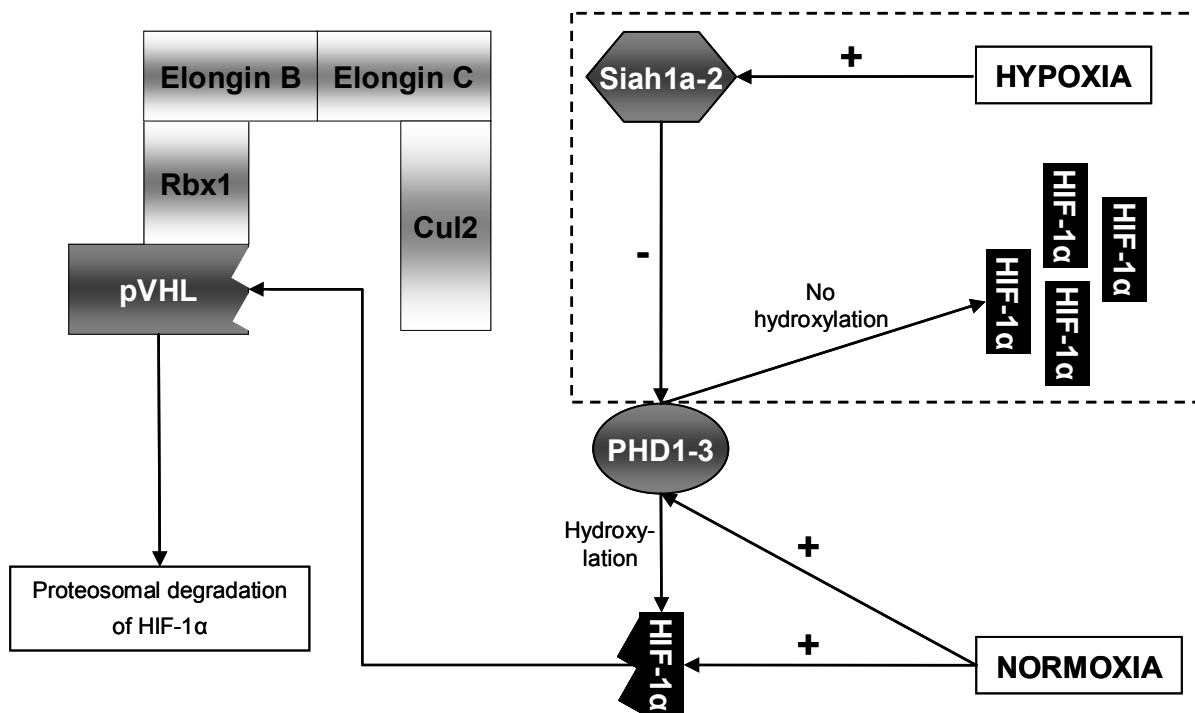 Elongin B
Elongin C
Siah1a-2
+
HYPOXIA
Rbx1
Cul2
HIF-1α
HIF-1α
HIF-1α
HIF-1α
-
pVHL
No
hydroxylation
PHD1-3
Hydroxy-
lation
+
Proteosomal degradation
of HIF-1α
HIF-1α
+
NORMOXIA